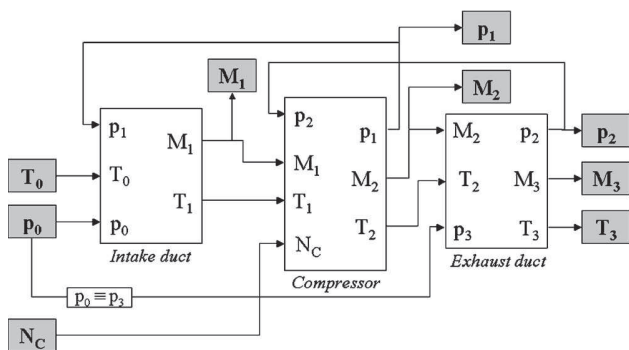 p1
M1
M2
p1
M1
T0
T1
p0
Intake duct
p2
p1
M1
M2
T1
T2
NC
Compressor
M2
p2
T2
M3
p3
T3
Exhaust duct
p2
M3
T3
T0
p0
p0 ≡ p3
NC